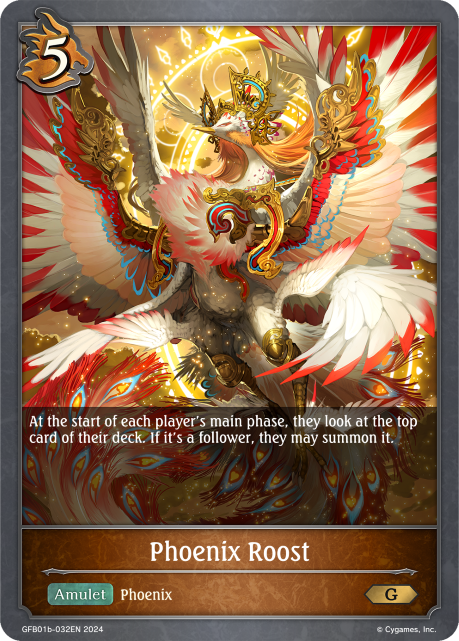 5
At the start of each player's main phase, they look at the top
card of their deck. If it's a follower, they may summon it.
Phoenix Roost
Amulet Phoenix G
GFB01b-032EN 2024 © Cygames, Inc.